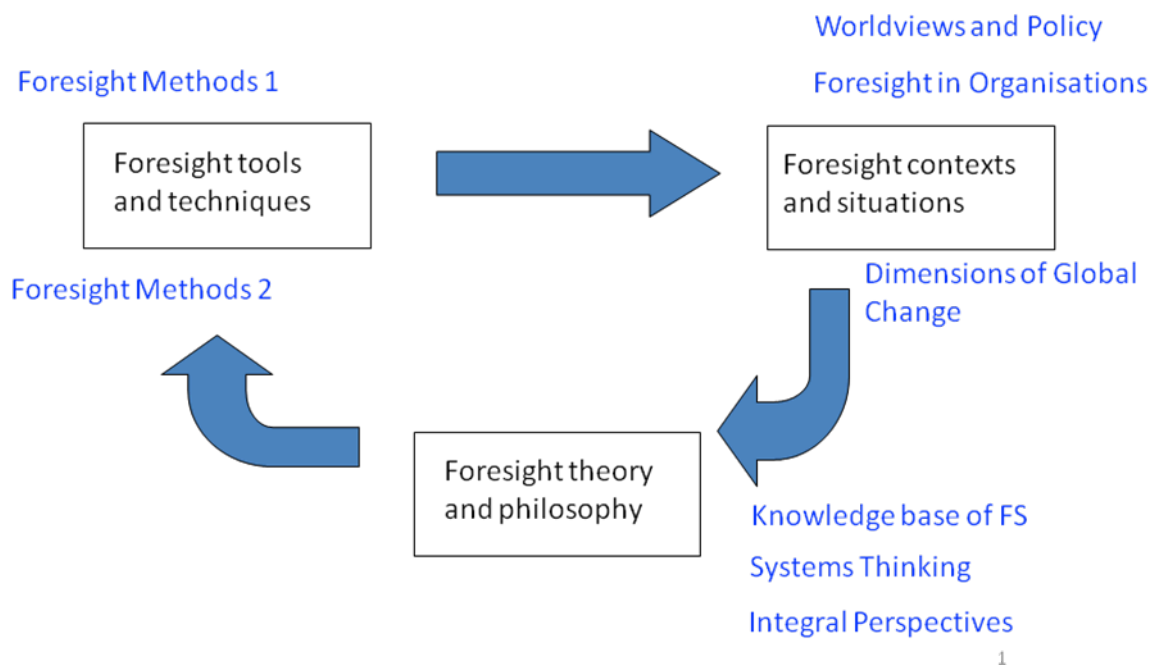 Worldviews and Policy
Foresight Methods 1
Foresight in Organisations
Foresight tools
and techniques
Foresight contexts
and situations
Foresight Methods 2
Dimensions of Global
Change
Foresight theory
and philosophy
Knowledge base of FS
Systems Thinking
Integral Perspectives
1